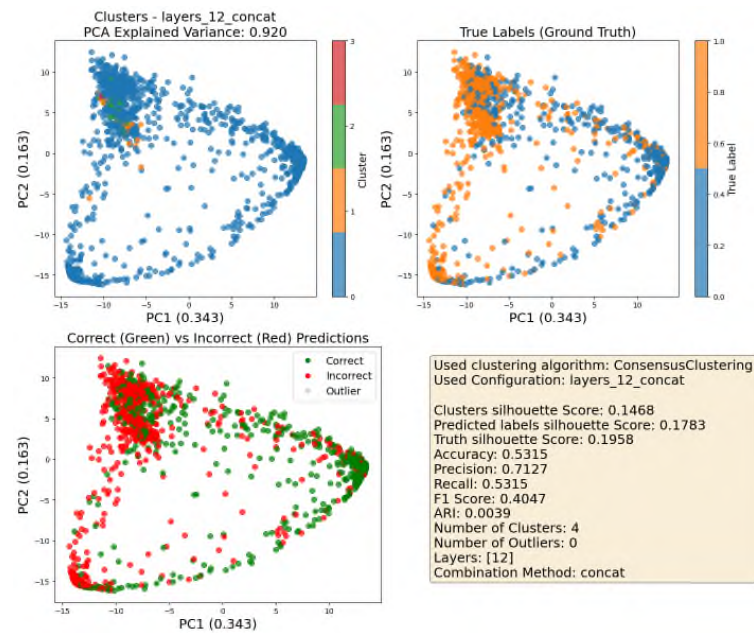 Clusters - layers_12_concat
PCA Explained Variance: 0.920
PC2 (0.163)
10
5
0
−5
−10
−15
−15
−10
−5
0
5
10
PC1 (0.343)
3
2
1
0
Cluster
True Labels (Ground Truth)
PC2 (0.163)
10
5
0
−5
−10
−15
−15
−10
−5
0
5
10
PC1 (0.343)
1.0
0.8
0.6
0.4
0.2
0.0
True Label
Correct (Green) vs Incorrect (Red) Predictions
Correct
Incorrect
Outlier
PC2 (0.163)
10
5
0
−5
−10
−15
−15
−10
−5
0
5
10
PC1 (0.343)
Used clustering algorithm: ConsensusClustering
Used Configuration: layers_12_concat
Clusters silhouette Score: 0.1468
Predicted labels silhouette Score: 0.1783
Truth silhouette Score: 0.1958
Accuracy: 0.5315
Precision: 0.7127
Recall: 0.5315
F1 Score: 0.4047
ARI: 0.0039
Number of Clusters: 4
Number of Outliers: 0
Layers: [12]
Combination Method: concat